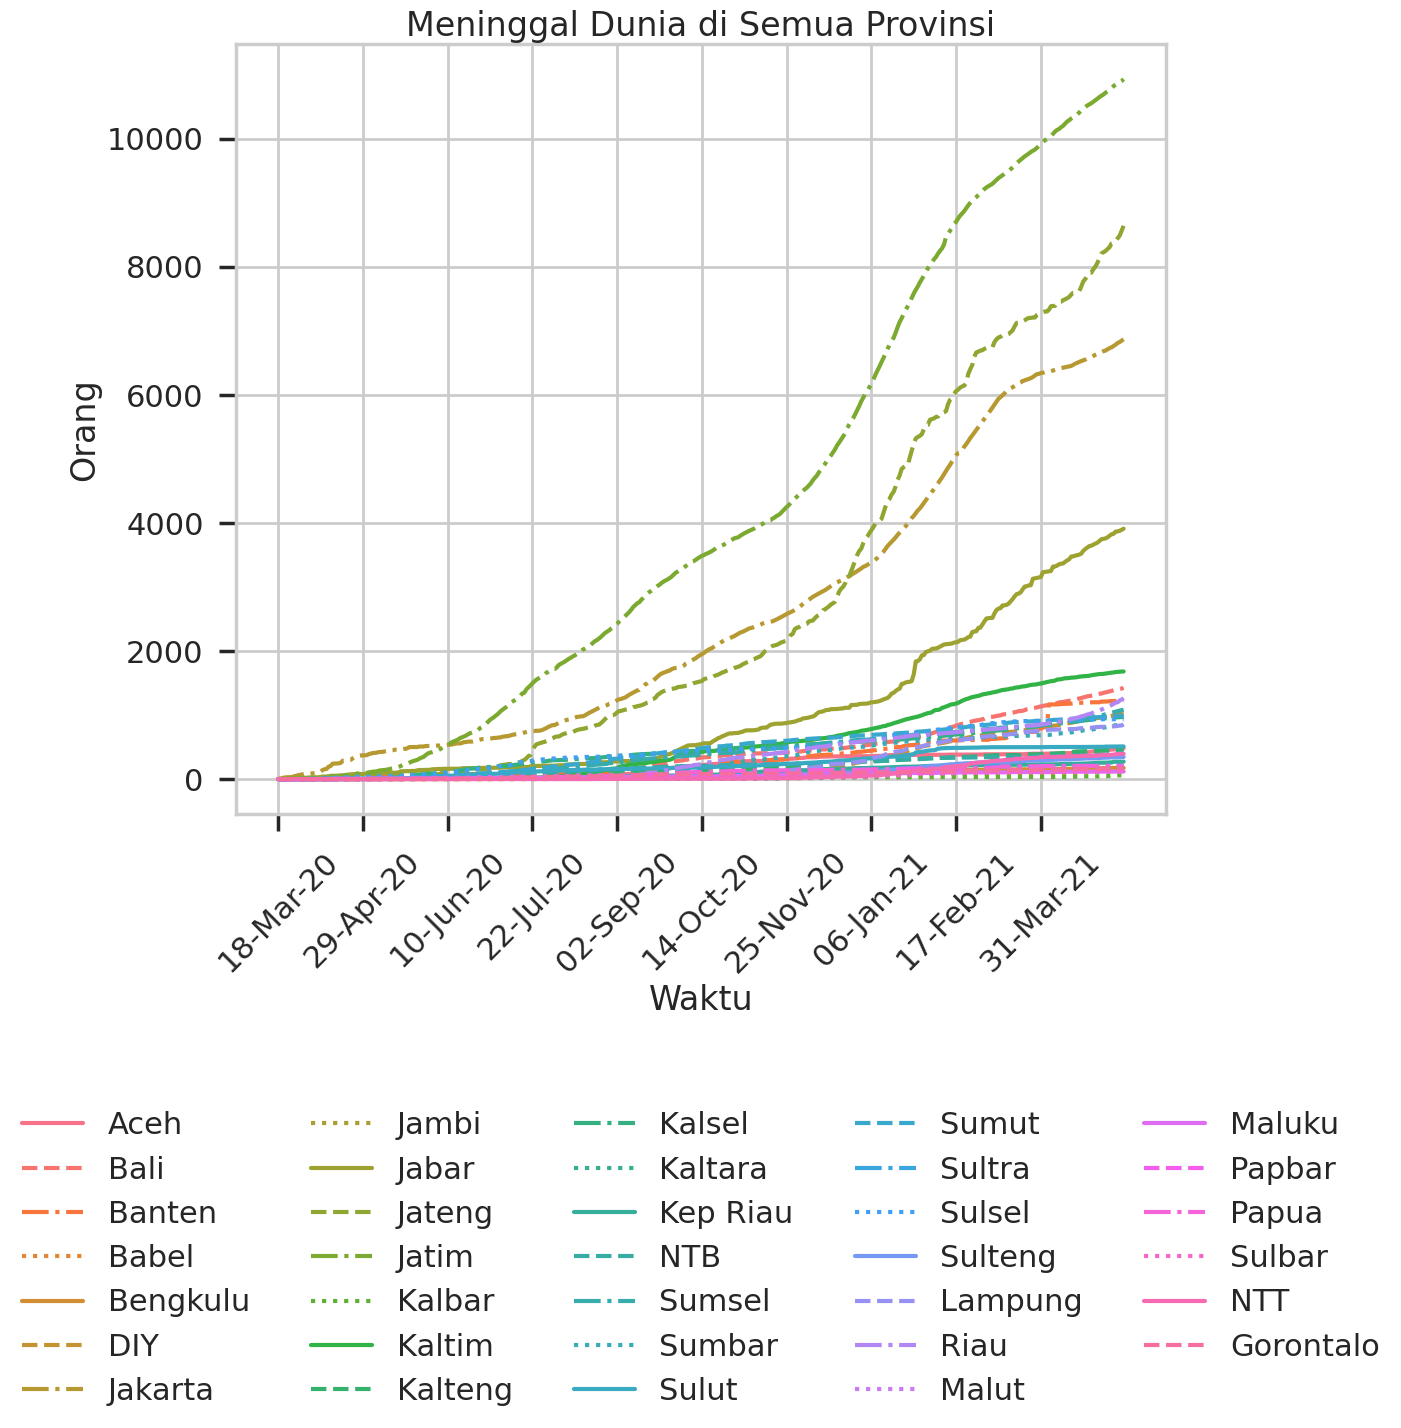 Meninggal Dunia di Semua Provinsi
10000
8000
6000
4000
2000
0
Orang
18-Mar-20
29-Apr-20
10-Jun-20
22-Jul-20
02-Sep-20
14-Oct-20
25-Nov-20
06-Jan-21
17-Feb-21
31-Mar-21
Waktu
Aceh
Bali
Banten
Babel
Bengkulu
DIY
Jakarta
Jambi
Jabar
Jateng
Jatim
Kalbar
Kaltim
Kalteng
Kalsel
Kaltara
Kep Riau
NTB
Sumsel
Sumbar
Sulut
Sumut
Sultra
Sulsel
Sulteng
Lampung
Riau
Malut
Maluku
Papbar
Papua
Sulbar
NTT
Gorontalo